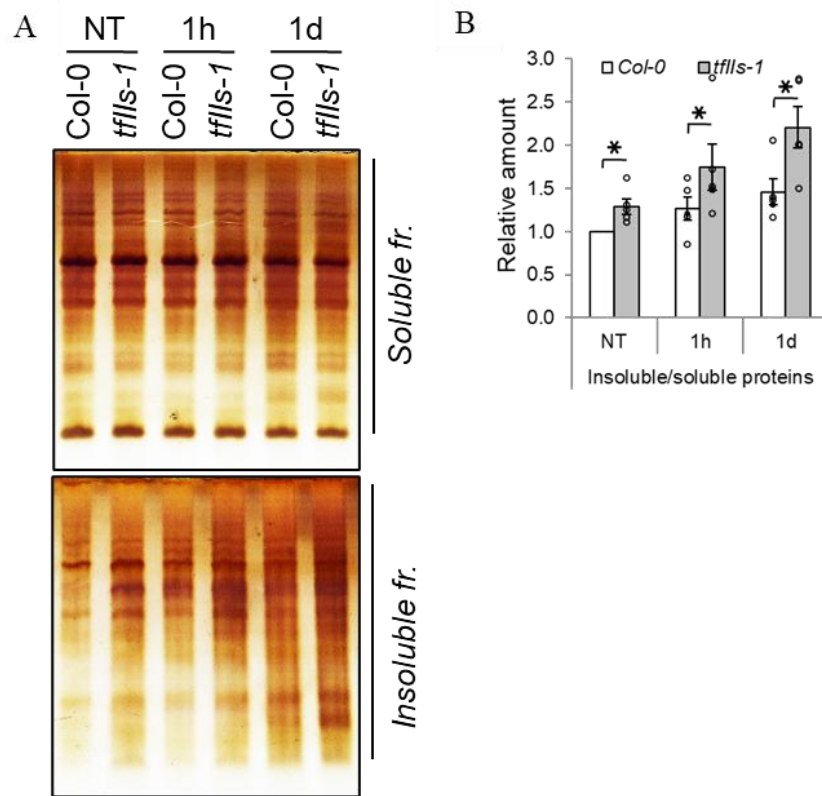 A
NT 1h 1d
Col-0 tfIIs-1 Col-0 tfIIs-1 Col-0 tfIIs-1
Soluble fr.
Insoluble fr.
B
Relative amount
3.0
2.5
2.0
1.5
1.0
0.5
0.0
Col-0 tfIIs-1
* * *
NT 1h 1d
Insoluble/soluble proteins